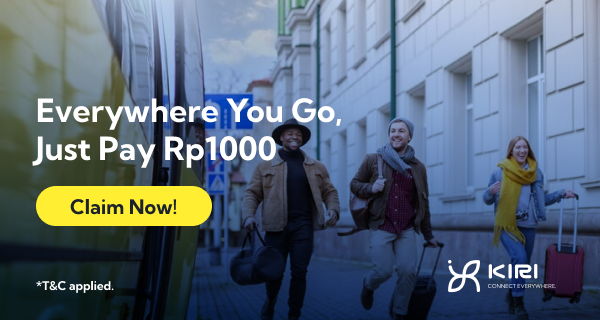 Everywhere You Go,
Just Pay Rp1000
Claim Now!
*T&C applied.
KIRI
CONNECT EVERYWHERE.